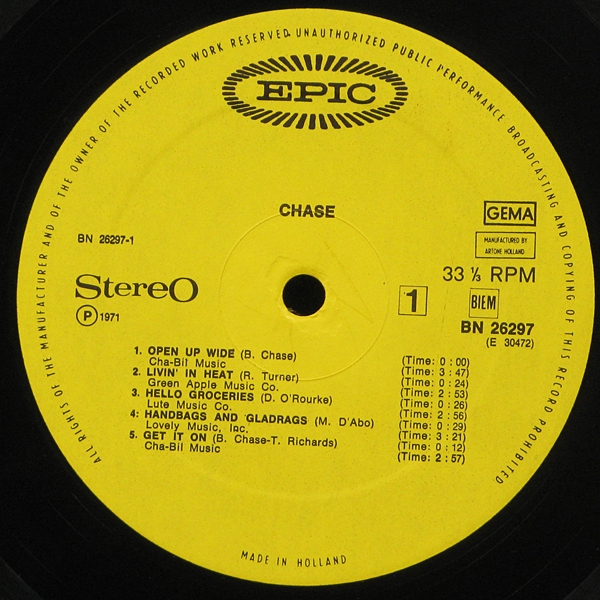 ALL RIGHTS OF THE MANUFACTURER AND OF THE OWNER OF THE RECORDED WORK RESERVED. UNAUTHORIZED PUBLIC PERFORMANCE BROADCASTING AND COPYING OF THIS RECORD PROHIBITED
EPIC
CHASE
GEMA
BN 26297-1
MANUFACTURED BY
ARTONE HOLLAND
33 ⅓ RPM
Stereo
1
BIEM
Ⓟ 1971
BN 26297
(E 30472)
1. OPEN UP WIDE (B. Chase) (Time: 0 : 00)
Cha-Bil Music (Time: 3 : 47)
2. LIVIN' IN HEAT (R. Turner) (Time: 0 : 24)
Green Apple Music Co. (Time: 2 : 53)
3. HELLO GROCERIES (D. O'Rourke) (Time: 0 : 26)
Lute Music Co. (Time: 2 : 56)
4: HANDBAGS AND GLADRAGS (M. D'Abo) (Time: 0 : 29)
Lovely Music, Inc. (Time: 3 : 21)
5. GET IT ON (B. Chase-T. Richards) (Time: 0 : 12)
Cha-Bil Music (Time: 2 : 57)
MADE IN HOLLAND